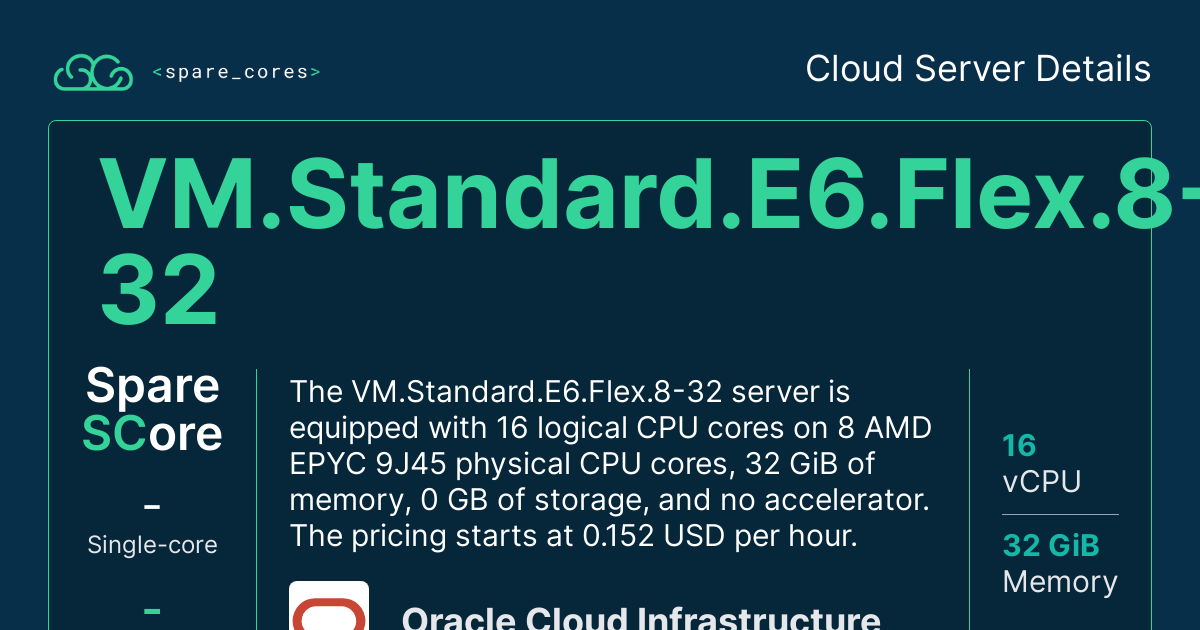 <spare_cores>
Cloud Server Details
VM.Standard.E6.Flex.8-
32
Spare
SCore
–
Single-core
–
The VM.Standard.E6.Flex.8-32 server is
equipped with 16 logical CPU cores on 8 AMD
EPYC 9J45 physical CPU cores, 32 GiB of
memory, 0 GB of storage, and no accelerator.
The pricing starts at 0.152 USD per hour.
Oracle Cloud Infrastructure
16
vCPU
32 GiB
Memory